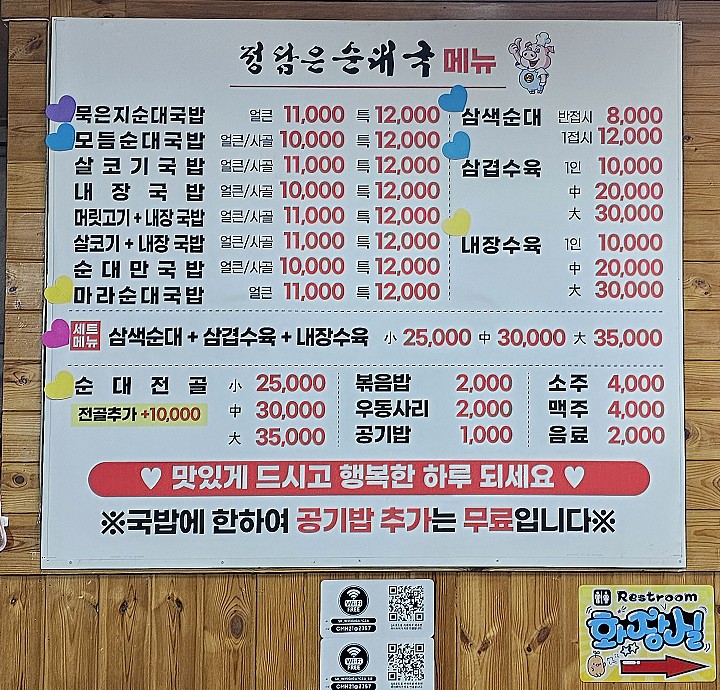 정담은순대국 메뉴
묵은지순대국밥 얼큰 11,000 특 12,000
모듬순대국밥 얼큰/사골 10,000 특 12,000
살코기국밥 얼큰/사골 11,000 특 12,000
내장국밥 얼큰/사골 10,000 특 12,000
머릿고기+내장 국밥 얼큰/사골 11,000 특 12,000
살코기+내장 국밥 얼큰/사골 11,000 특 12,000
순대만국밥 얼큰/사골 10,000 특 12,000
마라순대국밥 얼큰 11,000 특 12,000
삼색순대 반접시 8,000
1접시 12,000
삼겹수육 1인 10,000
中 20,000
大 30,000
내장수육 1인 10,000
中 20,000
大 30,000
세트
메뉴
삼색순대+삼겹수육+내장수육 小 25,000 中 30,000 大 35,000
순대전골 小 25,000
전골추가 +10,000 中 30,000
大 35,000
볶음밥 2,000
우동사리 2,000
공기밥 1,000
소주 4,000
맥주 4,000
음료 2,000
♥ 맛있게 드시고 행복한 하루 되세요 ♥
※국밥에 한하여 공기밥 추가는 무료입니다※
Wi-Fi
FREE
Wi-Fi
FREE
Restroom
화장실